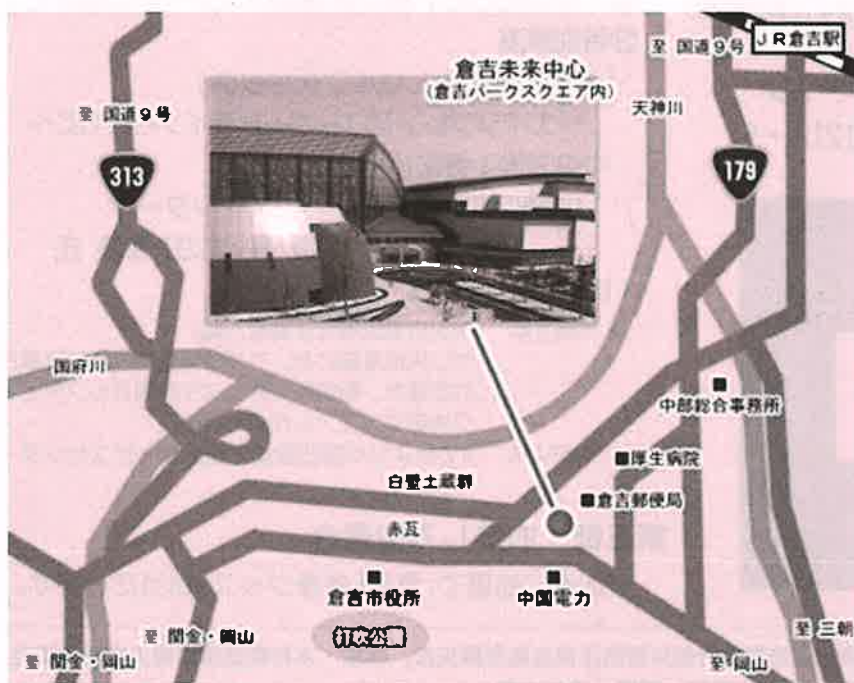 至 国道9号
JR倉吉駅
倉吉未来中心
(倉吉パークスクエア内)
至 国道9号
天神川
313
179
国府川
中部総合事務所
厚生病院
白壁土蔵群
倉吉郵便局
赤瓦
倉吉市役所
中国電力
打吹公園
至 関金・岡山
至 関金・岡山
至 三朝
至 岡山